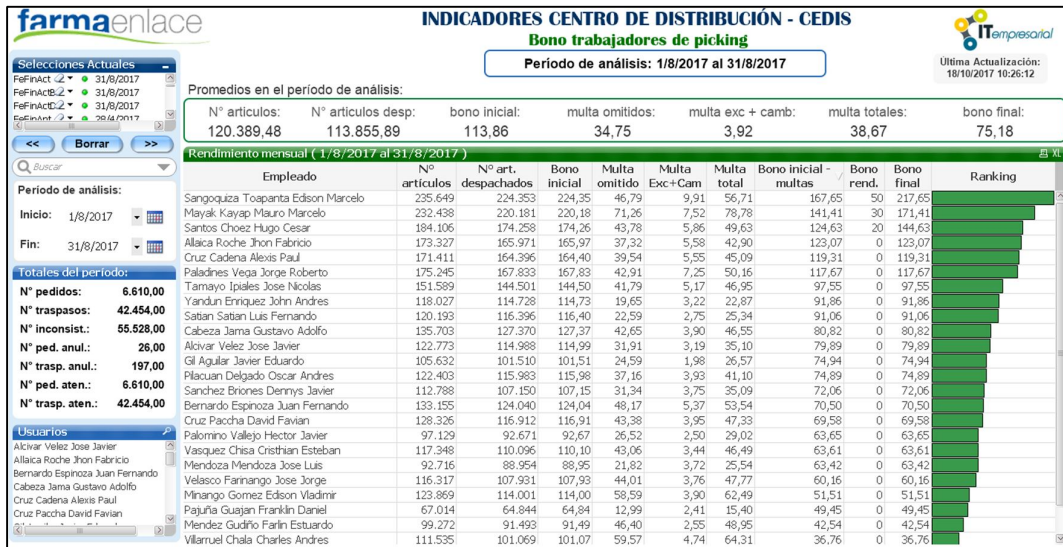 farmaenlace
INDICADORES CENTRO DE DISTRIBUCIÓN - CEDIS
Bono trabajadores de picking
Período de análisis: 1/8/2017 al 31/8/2017
ITempresarial
Última Actualización:
18/10/2017 10:26:12
Selecciones Actuales
FeFinAct 31/8/2017
FeFinActB 31/8/2017
FeFinActD 31/8/2017
FeFinAnt 28/4/2017
<< Borrar >>
Buscar
Período de análisis:
Inicio: 1/8/2017
Fin: 31/8/2017
Totales del período:
N° pedidos: 6.610,00
N° traspasos: 42.454,00
N° inconsist.: 55.528,00
N° ped. anul.: 26,00
N° trasp. anul.: 197,00
N° ped. aten.: 6.610,00
N° trasp. aten.: 42.454,00
Usuarios
Alcivar Velez Jose Javier
Allaica Roche Jhon Fabricio
Bernardo Espinoza Juan Fernando
Cabeza Jama Gustavo Adolfo
Cruz Cadena Alexis Paul
Cruz Paccha David Favian
Promedios en el período de análisis:
N° articulos: N° articulos desp: bono inicial: multa omitidos: multa exc + camb: multa totales: bono final:
120.389,48 113.855,89 113,86 34,75 3,92 38,67 75,18
Rendimiento mensual ( 1/8/2017 al 31/8/2017 ) XL
Empleado N° artículos N° art. despachados Bono inicial Multa omitido Multa Exc+Cam Multa total Bono inicial - multas Bono rend. Bono final Ranking
Sangoquiza Toapanta Edison Marcelo 235.649 224.353 224,35 46,79 9,91 56,71 167,65 50 217,65
Mayak Kayap Mauro Marcelo 232.438 220.181 220,18 71,26 7,52 78,78 141,41 30 171,41
Santos Choez Hugo Cesar 184.106 174.258 174,26 43,78 5,86 49,63 124,63 20 144,63
Allaica Roche Jhon Fabricio 173.327 165.971 165,97 37,32 5,58 42,90 123,07 0 123,07
Cruz Cadena Alexis Paul 171.411 164.396 164,40 39,54 5,55 45,09 119,31 0 119,31
Paladines Vega Jorge Roberto 175.245 167.833 167,83 42,91 7,25 50,16 117,67 0 117,67
Tamayo Ipiales Jose Nicolas 151.589 144.501 144,50 41,79 5,17 46,95 97,55 0 97,55
Yandun Enriquez John Andres 118.027 114.728 114,73 19,65 3,22 22,87 91,86 0 91,86
Satian Satian Luis Fernando 120.193 116.396 116,40 22,59 2,75 25,34 91,06 0 91,06
Cabeza Jama Gustavo Adolfo 135.703 127.370 127,37 42,65 3,90 46,55 80,82 0 80,82
Alcivar Velez Jose Javier 122.773 114.988 114,99 31,91 3,19 35,10 79,89 0 79,89
Gil Aguilar Javier Eduardo 105.632 101.510 101,51 24,59 1,98 26,57 74,94 0 74,94
Pilacuan Delgado Oscar Andres 122.403 115.983 115,98 37,16 3,93 41,10 74,89 0 74,89
Sanchez Briones Dennys Javier 112.788 107.150 107,15 31,34 3,75 35,09 72,06 0 72,06
Bernardo Espinoza Juan Fernando 133.155 124.040 124,04 48,17 5,37 53,54 70,50 0 70,50
Cruz Paccha David Favian 128.326 116.912 116,91 43,38 3,95 47,33 69,58 0 69,58
Palomino Vallejo Hector Javier 97.129 92.671 92,67 26,52 2,50 29,02 63,65 0 63,65
Vasquez Chisa Cristhian Esteban 117.348 110.096 110,10 43,06 3,44 46,49 63,61 0 63,61
Mendoza Mendoza Jose Luis 92.716 88.954 88,95 21,82 3,72 25,54 63,42 0 63,42
Velasco Farinango Jose Jorge 116.317 107.931 107,93 44,01 3,76 47,77 60,16 0 60,16
Minango Gomez Edison Vladimir 123.869 114.001 114,00 58,59 3,90 62,49 51,51 0 51,51
Pajuña Guajan Franklin Daniel 67.014 64.844 64,84 12,99 2,41 15,40 49,45 0 49,45
Mendez Gudiño Farlin Estuardo 99.272 91.493 91,49 46,40 2,55 48,95 42,54 0 42,54
Villarruel Chala Charles Andres 111.535 101.069 101,07 59,57 4,74 64,31 36,76 0 36,76